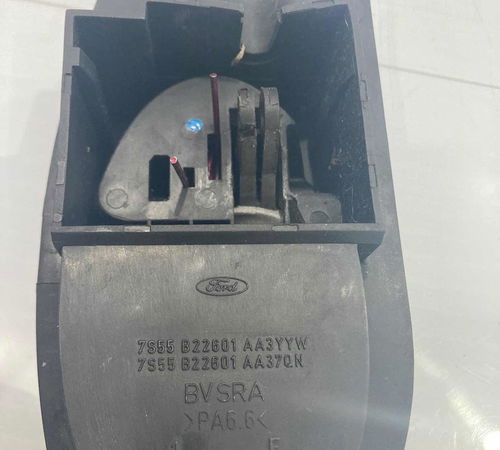 Ford
7S55 B22601 AA3YYW
7S55 B22601 AA37QN
BVSRA
>PA6.6<